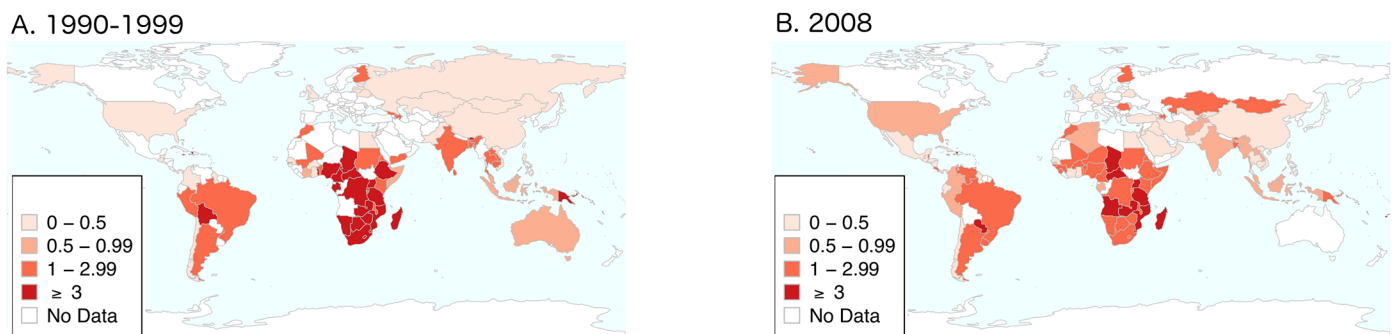 A. 1990-1999
0 – 0.5
0.5 – 0.99
1 – 2.99
≥ 3
No Data
B. 2008
0 – 0.5
0.5 – 0.99
1 – 2.99
≥ 3
No Data